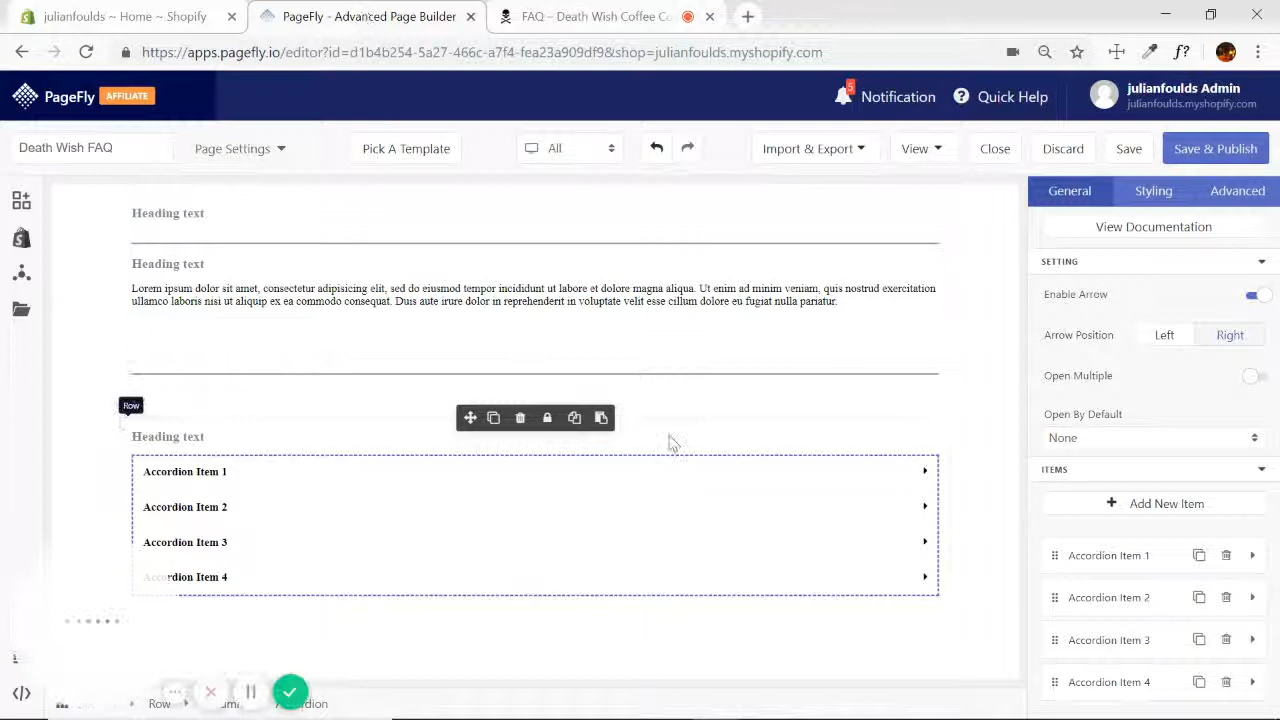 julianfoulds ~ Home ~ Shopify
PageFly - Advanced Page Builder
FAQ – Death Wish Coffee Co
https://apps.pagefly.io/editor?id=d1b4b254-5a27-466c-a7f4-fea23a909df9&shop=julianfoulds.myshopify.com
f?
PageFly AFFILIATE
5
Notification
Quick Help
julianfoulds Admin
julianfoulds.myshopify.com
Death Wish FAQ
Page Settings
Pick A Template
All
Import & Export
View
Close
Discard
Save
Save & Publish
Heading text
Heading text
Lorem ipsum dolor sit amet, consectetur adipisicing elit, sed do eiusmod tempor incididunt ut labore et dolore magna aliqua. Ut enim ad minim veniam, quis nostrud exercitation
ullamco laboris nisi ut aliquip ex ea commodo consequat. Duis aute irure dolor in reprehenderit in voluptate velit esse cillum dolore eu fugiat nulla pariatur.
Row
Heading text
Accordion Item 1
Accordion Item 2
Accordion Item 3
Accordion Item 4
General
Styling
Advanced
View Documentation
SETTING
Enable Arrow
Arrow Position
Left
Right
Open Multiple
Open By Default
None
ITEMS
Add New Item
Accordion Item 1
Accordion Item 2
Accordion Item 3
Accordion Item 4
Row